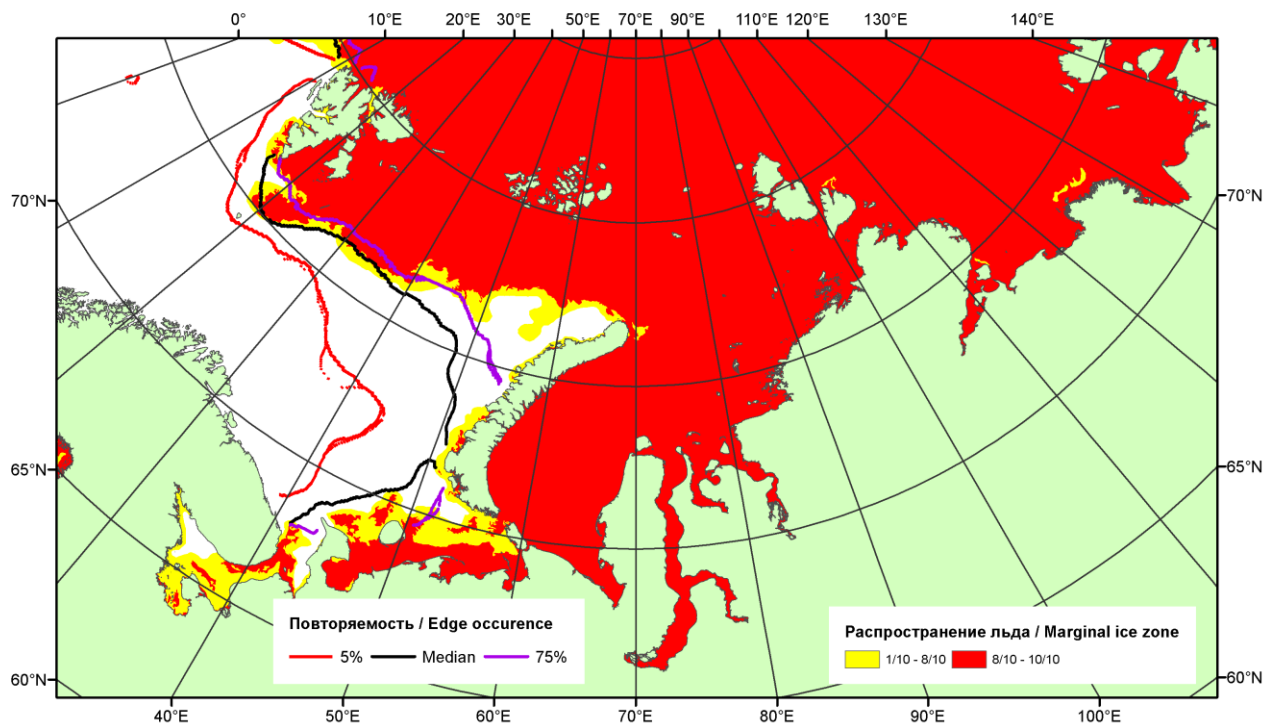 0° 10°E 20°E 30°E 50°E 70°E 90°E 110°E 120°E 130°E 140°E
70°N 70°N
65°N 65°N
60°N 60°N
Повторяемость / Edge occurence
5% Median 75%
Распространение льда / Marginal ice zone
1/10 - 8/10 8/10 - 10/10
40°E 50°E 60°E 70°E 80°E 90°E 100°E